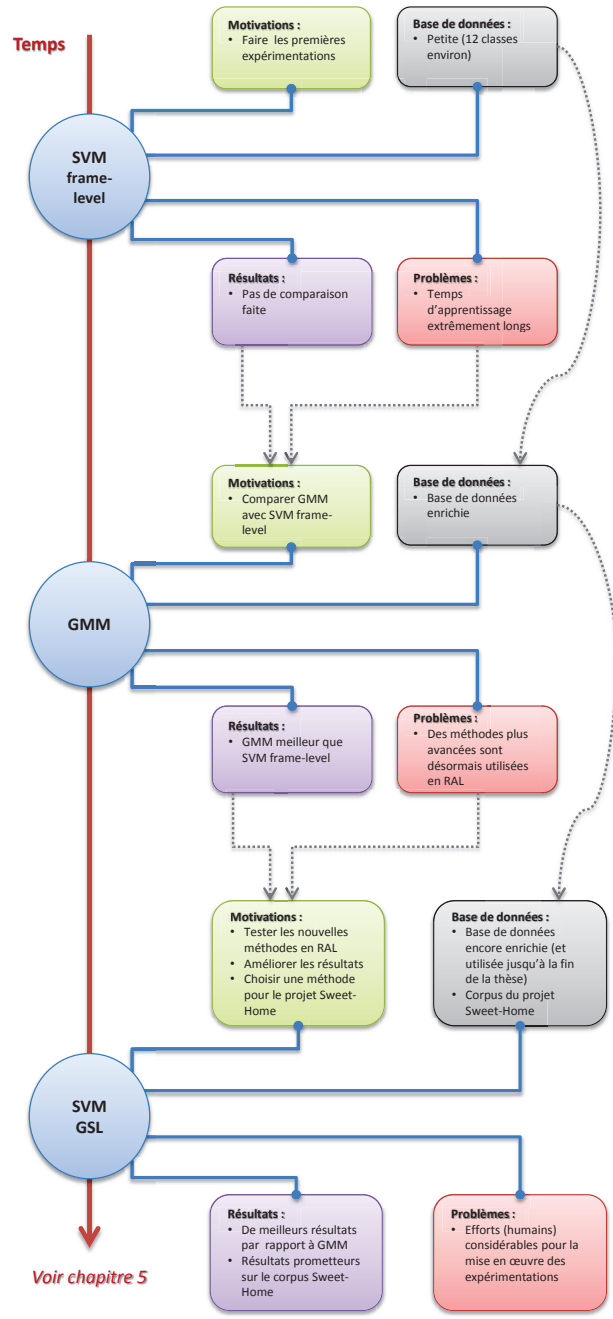 Temps
Motivations :
• Faire les premières
expérimentations
Base de données :
• Petite (12 classes
environ)
SVM
frame-
level
Résultats :
• Pas de comparaison
faite
Problèmes :
• Temps
d'apprentissage
extrêmement longs
Motivations :
• Comparer GMM
avec SVM frame-
level
Base de données :
• Base de données
enrichie
GMM
Résultats :
• GMM meilleur que
SVM frame-level
Problèmes :
• Des méthodes plus
avancées sont
désormais utilisées
en RAL
Motivations :
• Tester les nouvelles
méthodes en RAL
• Améliorer les résultats
• Choisir une méthode
pour le projet Sweet-
Home
Base de données :
• Base de données
encore enrichie (et
utilisée jusqu'à la fin
de la thèse)
• Corpus du projet
Sweet-Home
SVM
GSL
Résultats :
• De meilleurs résultats
par rapport à GMM
• Résultats prometteurs
sur le corpus Sweet-
Home
Problèmes :
• Efforts (humains)
considérables pour la
mise en œuvre des
expérimentations
Voir chapitre 5